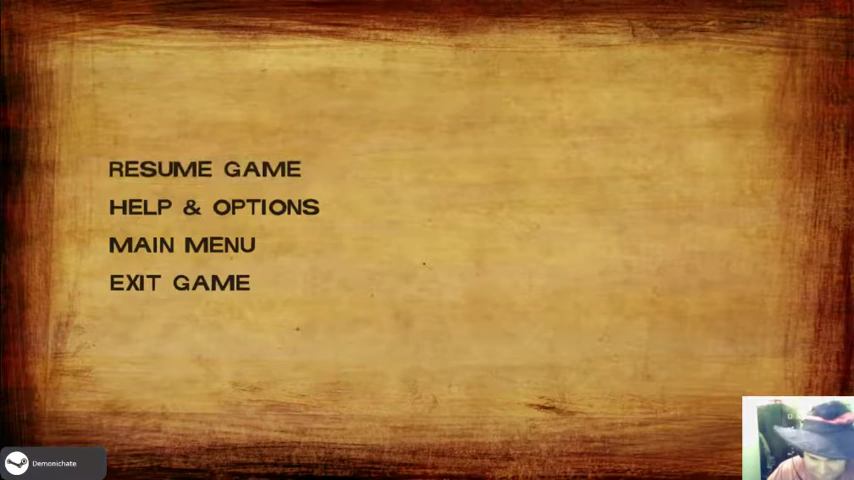 RESUME GAME
HELP & OPTIONS
MAIN MENU
EXIT GAME
Demonichate